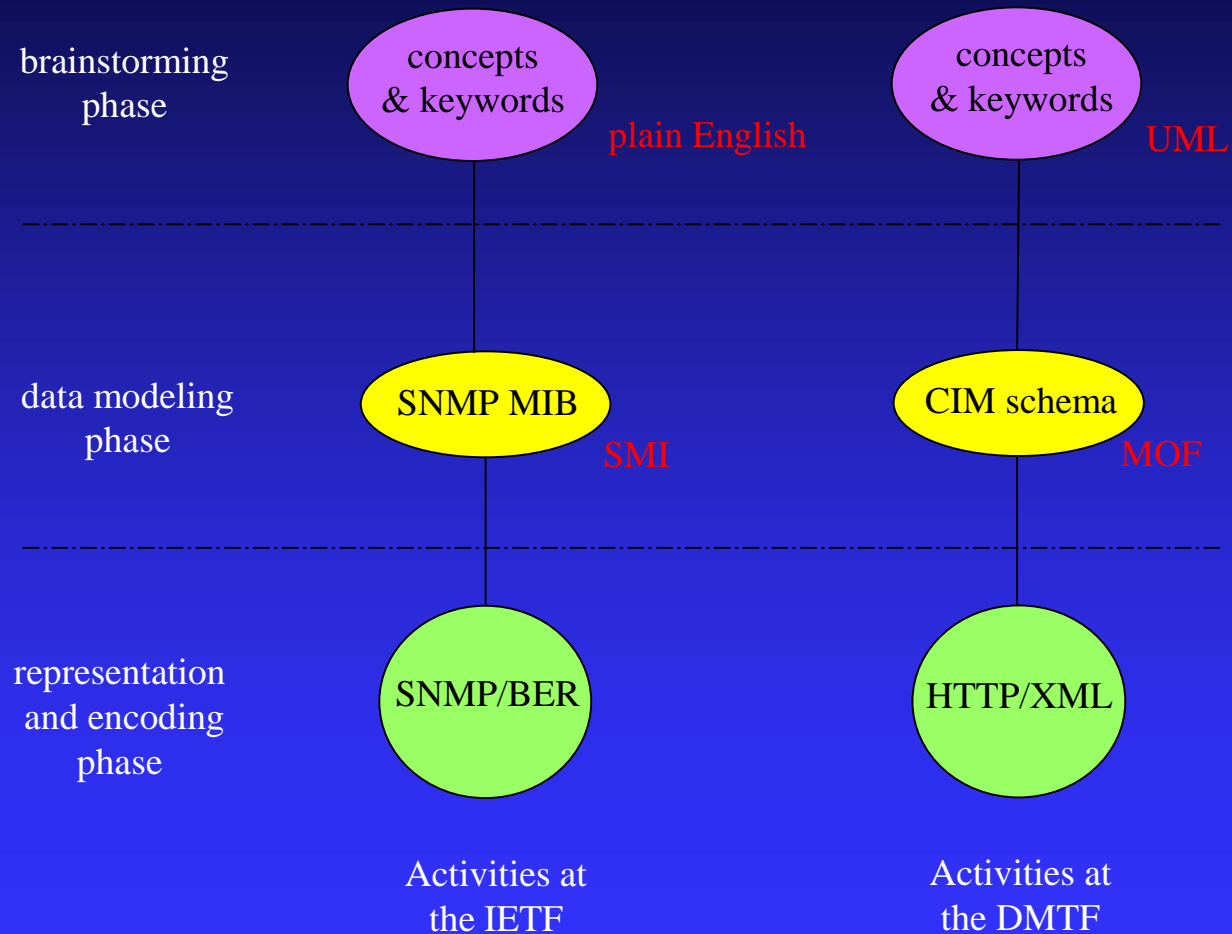 brainstorming
phase
concepts
& keywords
plain English
concepts
& keywords
UML
data modeling
phase
SNMP MIB
SMI
CIM schema
MOF
representation
and encoding
phase
SNMP/BER
HTTP/XML
Activities at
the IETF
Activities at
the DMTF